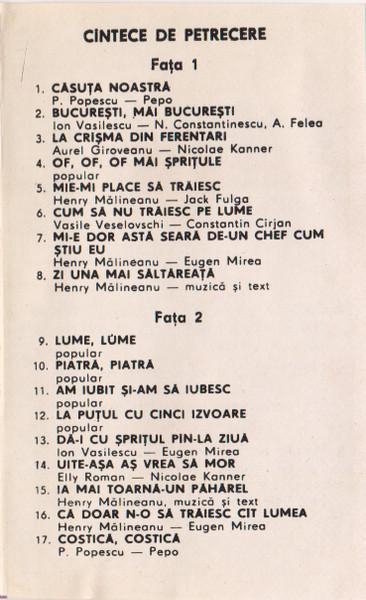 CÎNTECE DE PETRECERE
Fața 1
1. CĂSUȚA NOASTRĂ
P. Popescu — Pepo
2. BUCUREȘTI, MĂI BUCUREȘTI
Ion Vasilescu — N. Constantinescu, A. Felea
3. LA CRIȘMA DIN FERENTARI
Aurel Giroveanu — Nicolae Kanner
4. OF, OF, OF MĂI ȘPRIȚULE
popular
5. MIE-MI PLACE SĂ TRĂIESC
Henry Mălineanu — Jack Fulga
6. CUM SĂ NU TRĂIESC PE LUME
Vasile Veselovschi — Constantin Cîrjan
7. MI-E DOR ASTĂ SEARĂ DE-UN CHEF CUM
ȘTIU EU
Henry Mălineanu — Eugen Mirea
8. ZI UNA MAI SĂLTĂREAȚĂ
Henry Mălineanu — muzică și text
Fața 2
9. LUME, LUME
popular
10. PIATRĂ, PIATRĂ
popular
11. AM IUBIT ȘI-AM SĂ IUBESC
popular
12. LA PUȚUL CU CINCI IZVOARE
popular
13. DĂ-I CU ȘPRIȚUL PÎN-LA ZIUĂ
Ion Vasilescu — Eugen Mirea
14. UITE-AȘA AȘ VREA SĂ MOR
Elly Roman — Nicolae Kanner
15. IA MAI TOARNĂ-UN PĂHĂREL
Henry Mălineanu, muzică și text
16. CĂ DOAR N-O SĂ TRĂIESC CÎT LUMEA
Henry Mălineanu — Eugen Mirea
17. COSTICĂ, COSTICĂ
P. Popescu — Pepo